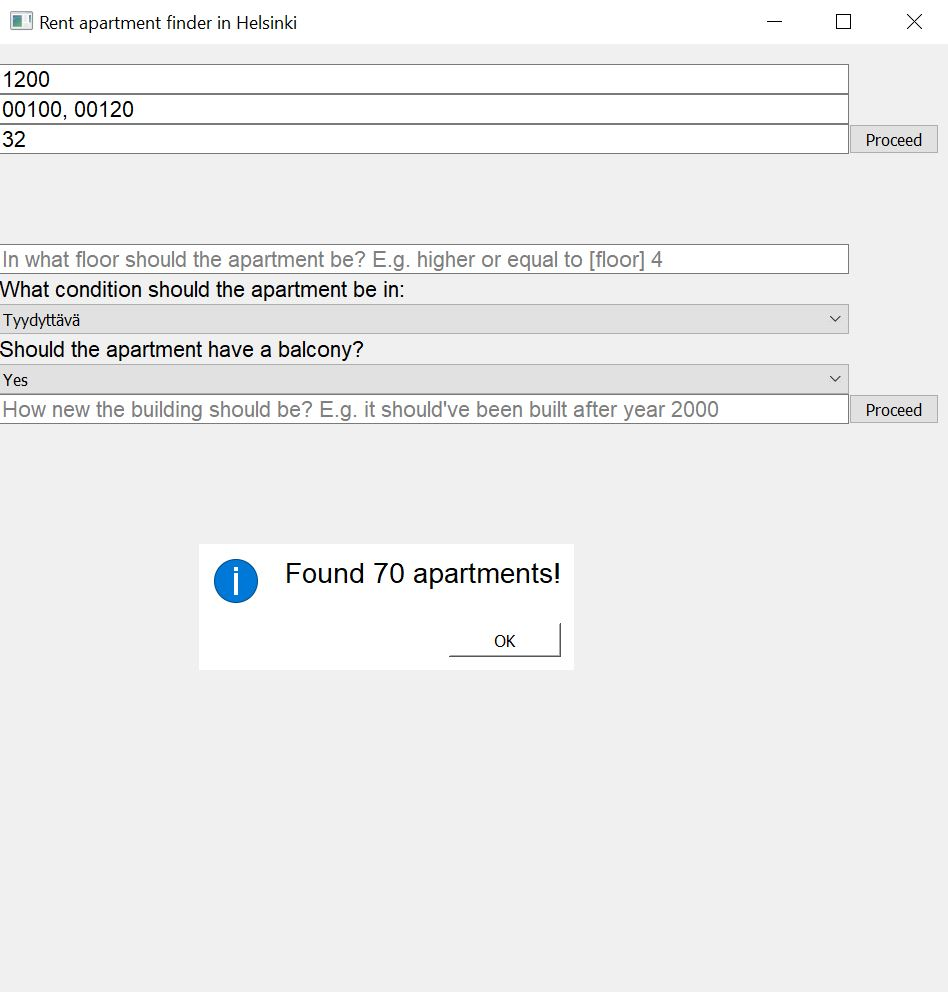 Rent apartment finder in Helsinki
1200
00100, 00120
32
Proceed
In what floor should the apartment be? E.g. higher or equal to [floor] 4
What condition should the apartment be in:
Tyydyttävä
Should the apartment have a balcony?
Yes
How new the building should be? E.g. it should've been built after year 2000
Proceed
Found 70 apartments!
OK